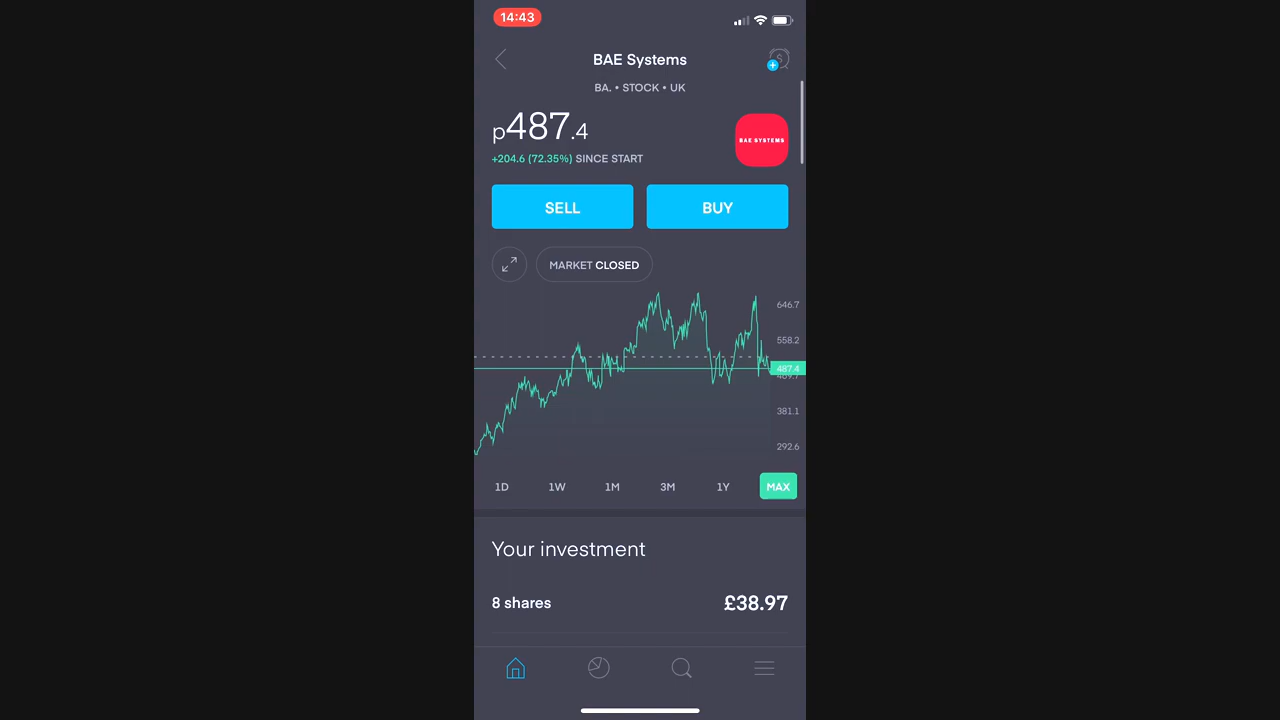 14:43
BAE Systems
BA. • STOCK • UK
p487.4
BAE SYSTEMS
+204.6 (72.35%) SINCE START
SELL BUY
MARKET CLOSED
646.7
558.2
487.4
381.1
292.6
1D 1W 1M 3M 1Y MAX
Your investment
8 shares £38.97